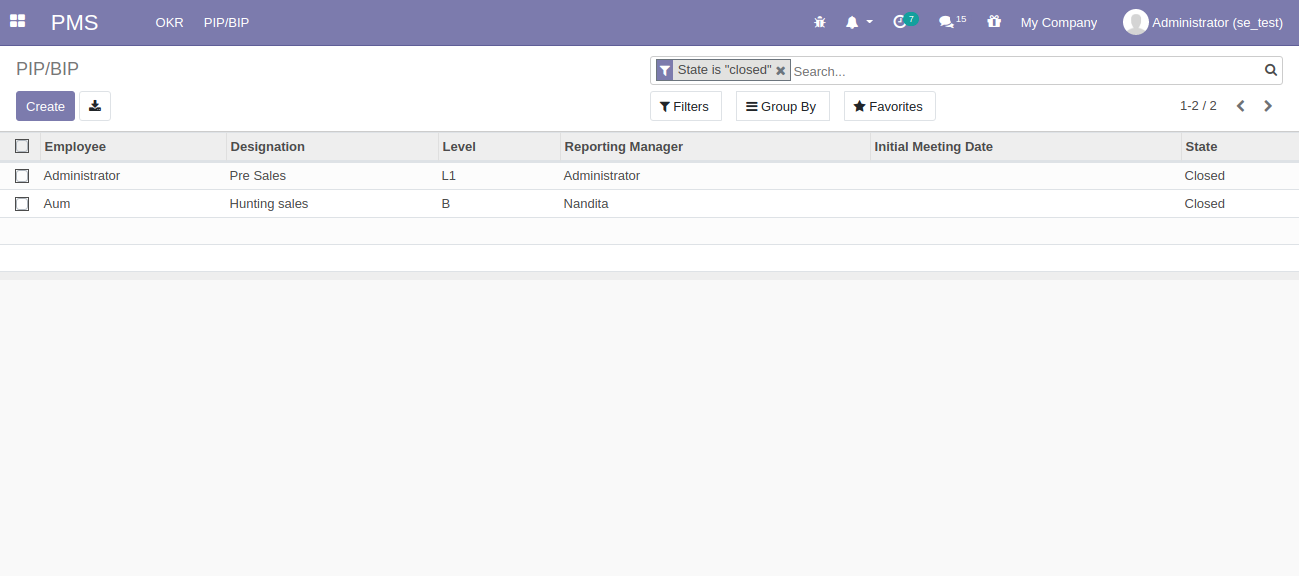 PMS OKR PIP/BIP 7 15 My Company Administrator (se_test)
PIP/BIP
State is "closed" Search...
Create Filters Group By Favorites 1-2 / 2
Employee Designation Level Reporting Manager Initial Meeting Date State
Administrator Pre Sales L1 Administrator Closed
Aum Hunting sales B Nandita Closed